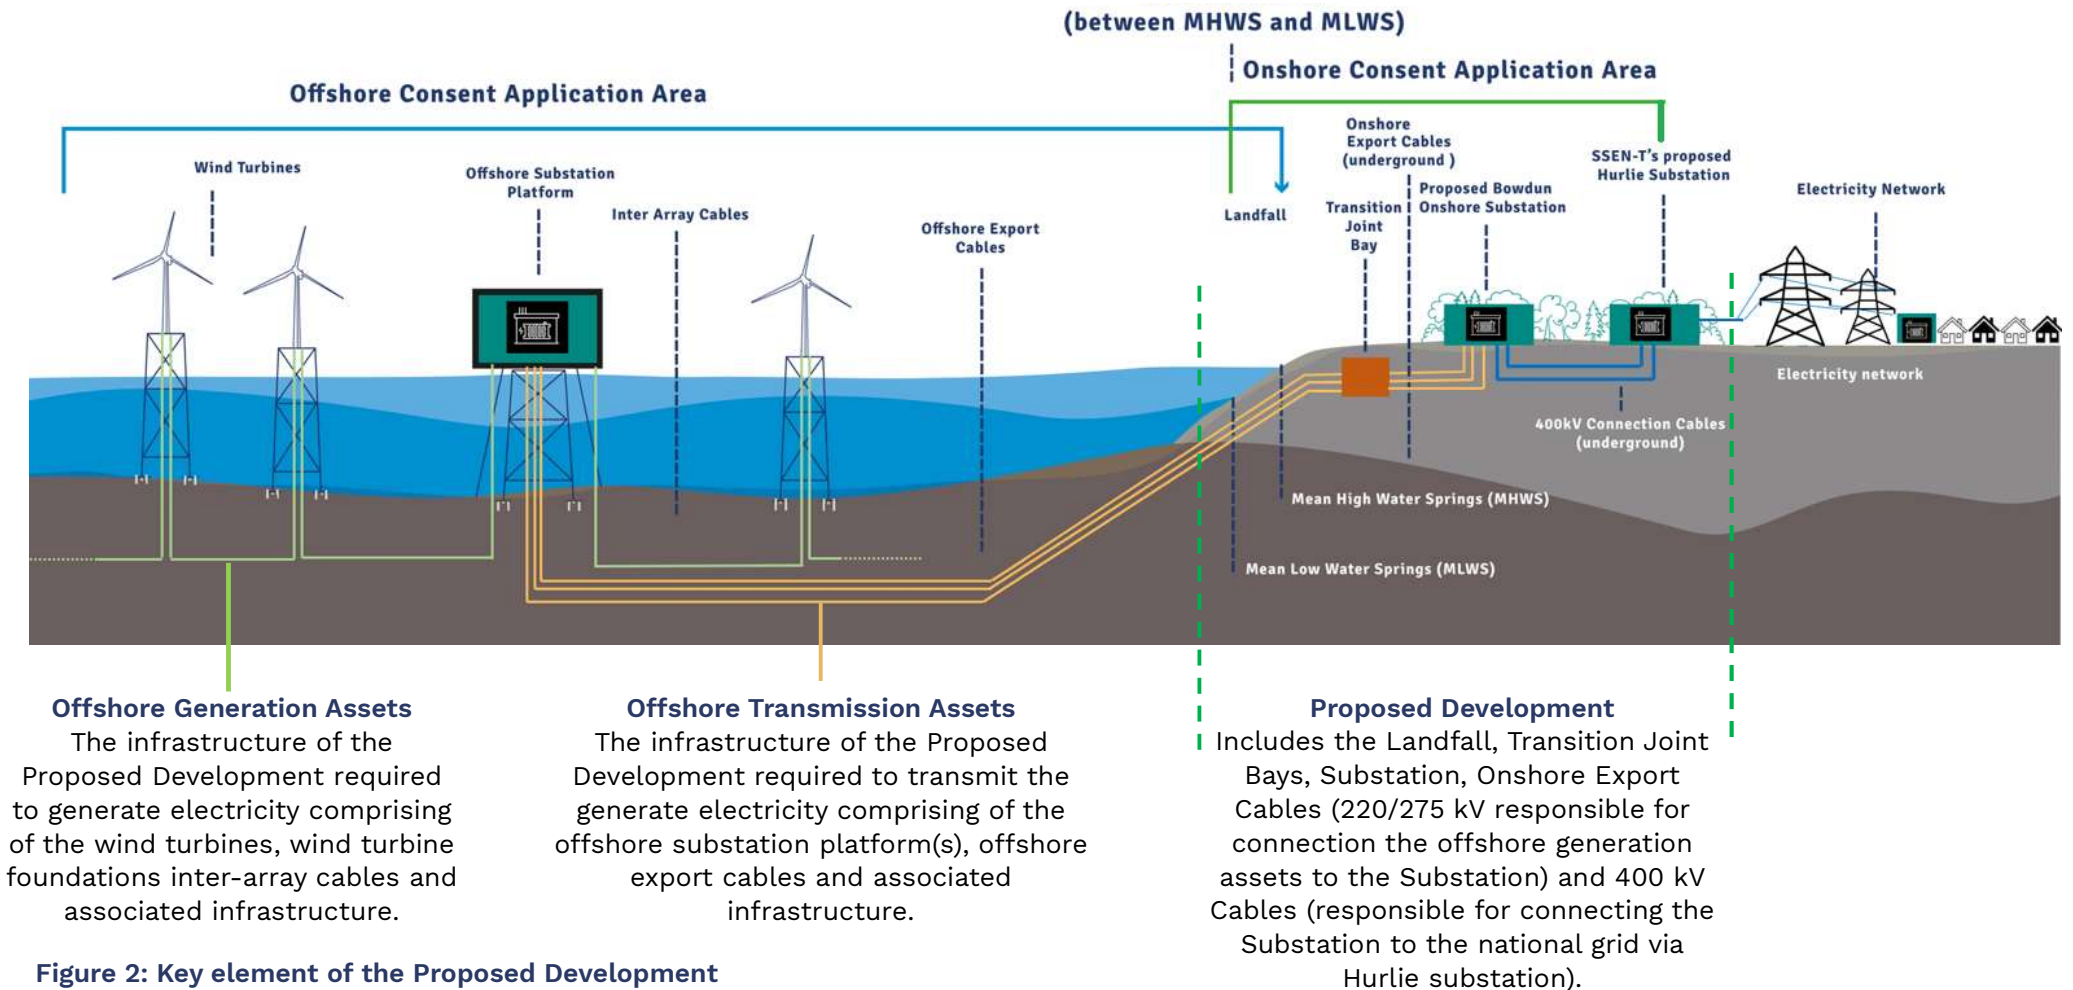 (between MHWS and MLWS)
Onshore Consent Application Area
Offshore Consent Application Area
Wind Turbines
Offshore Substation
Platform
Inter Array Cables
Offshore Export
Cables
Landfall
Onshore
Export Cables
(underground )
Transition
Joint
Bay
Proposed Bowdun
Onshore Substation
SSEN-T's proposed
Hurlie Substation
Electricity Network
Electricity network
400kV Connection Cables
(underground)
Mean High Water Springs (MHWS)
Mean Low Water Springs (MLWS)
Offshore Generation Assets
The infrastructure of the
Proposed Development required
to generate electricity comprising
of the wind turbines, wind turbine
foundations inter-array cables and
associated infrastructure.
Offshore Transmission Assets
The infrastructure of the Proposed
Development required to transmit the
generate electricity comprising of the
offshore substation platform(s), offshore
export cables and associated
infrastructure.
Proposed Development
Includes the Landfall, Transition Joint
Bays, Substation, Onshore Export
Cables (220/275 kV responsible for
connection the offshore generation
assets to the Substation) and 400 kV
Cables (responsible for connecting the
Substation to the national grid via
Hurlie substation).
Figure 2: Key element of the Proposed Development